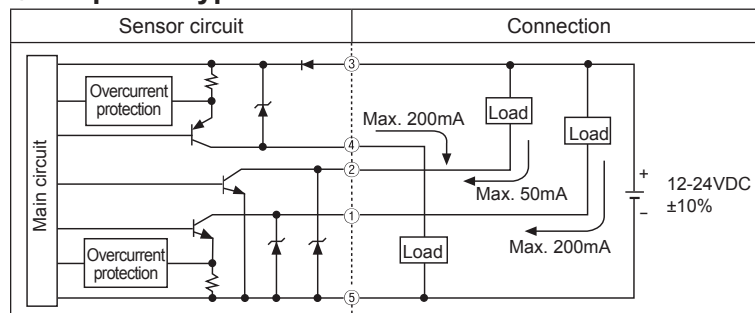 Sensor circuit
Connection
Main circuit
Overcurrent
protection
Overcurrent
protection
③
④
②
①
⑤
Max. 200mA
Load
Load
Max. 50mA
Max. 200mA
Load
+
−
12-24VDC
±10%